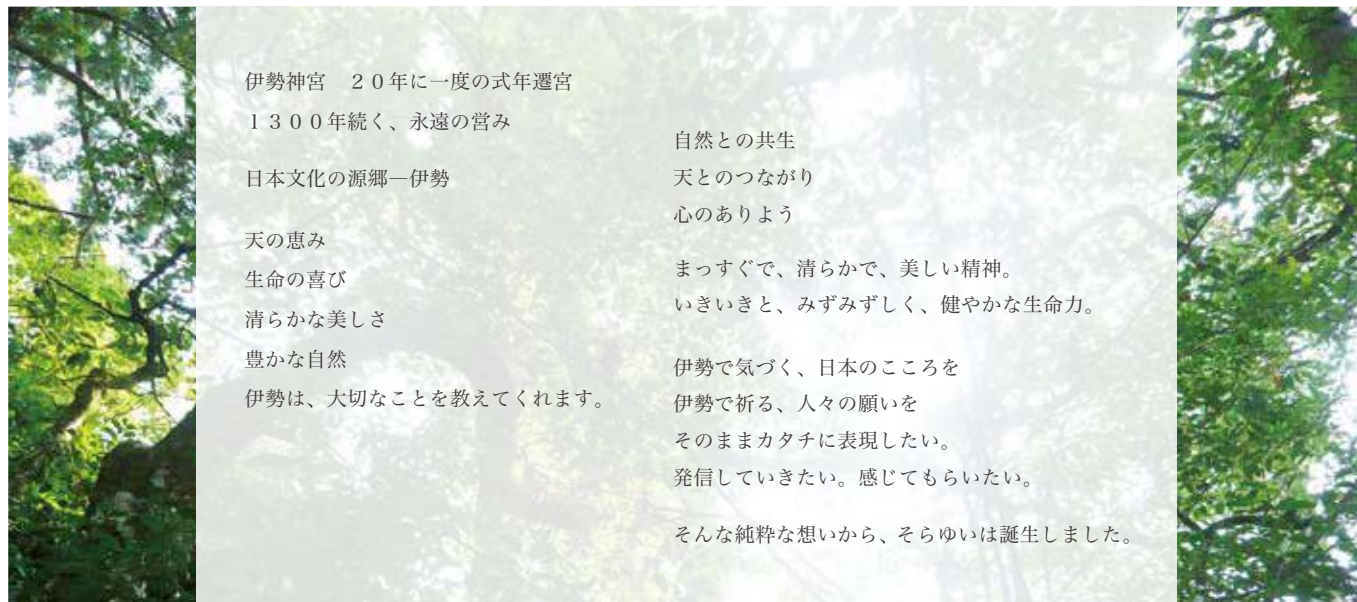 伊勢神宮　２０年に一度の式年遷宮
１３００年続く、永遠の営み
日本文化の源郷―伊勢
天の恵み
生命の喜び
清らかな美しさ
豊かな自然
伊勢は、大切なことを教えてくれます。
自然との共生
天とのつながり
心のありよう
まっすぐで、清らかで、美しい精神。
いきいきと、みずみずしく、健やかな生命力。
伊勢で気づく、日本のこころを
伊勢で祈る、人々の願いを
そのままカタチに表現したい。
発信していきたい。感じてもらいたい。
そんな純粋な想いから、そらゆいは誕生しました。